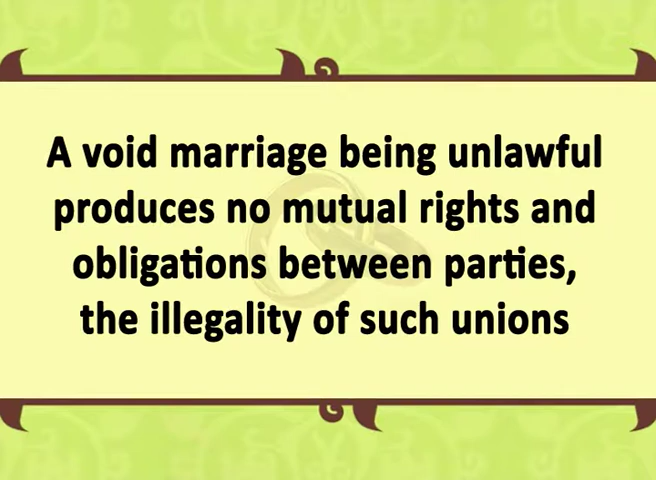 A void marriage being unlawful
produces no mutual rights and
obligations between parties,
the illegality of such unions